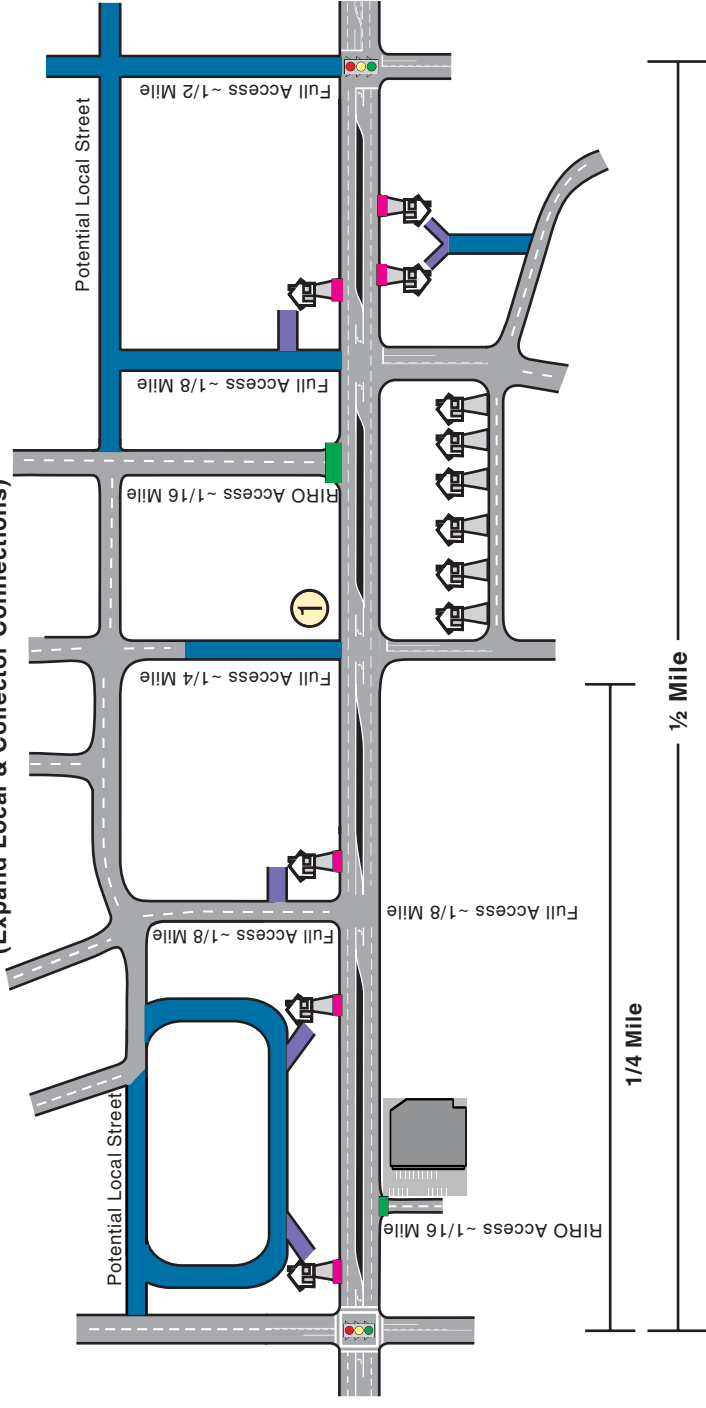 (Expand Local & Collector Connections)
Potential Local Street
Full Access ~1/2 Mile
Full Access ~1/8 Mile
RIRO Access ~1/16 Mile
1
Full Access ~1/4 Mile
Full Access ~1/8 Mile
Potential Local Street
Full Access ~1/8 Mile
RIRO Access ~1/16 Mile
1/4 Mile
½ Mile